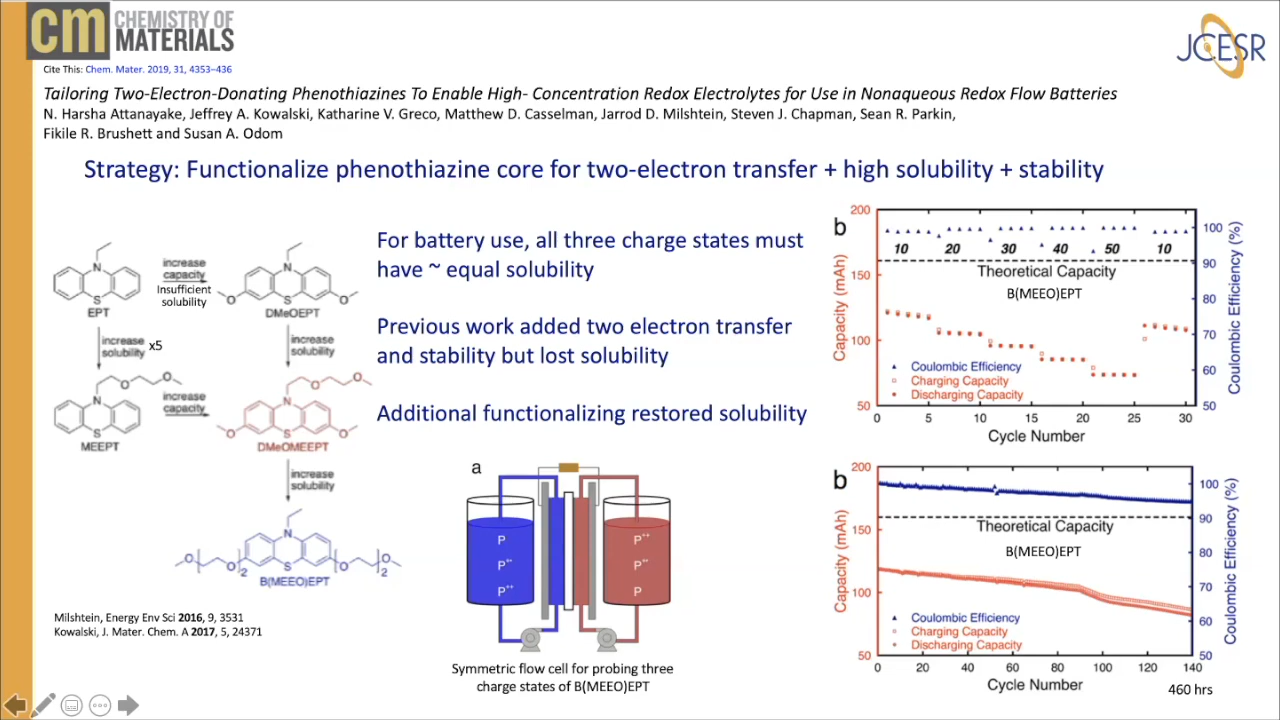 cm CHEMISTRY OF
MATERIALS
JCESR
Cite This: Chem. Mater. 2019, 31, 4353–436
Tailoring Two-Electron-Donating Phenothiazines To Enable High- Concentration Redox Electrolytes for Use in Nonaqueous Redox Flow Batteries
N. Harsha Attanayake, Jeffrey A. Kowalski, Katharine V. Greco, Matthew D. Casselman, Jarrod D. Milshtein, Steven J. Chapman, Sean R. Parkin,
Fikile R. Brushett and Susan A. Odom
Strategy: Functionalize phenothiazine core for two-electron transfer + high solubility + stability
N
S
EPT
increase
capacity
Insufficient
solubility
N
O
S
O
DMeOEPT
increase
solubility
x5
increase
solubility
N
O
O
S
MEEPT
increase
capacity
N
O
O
O
S
O
DMeOMEEPT
increase
solubility
O
O
2
N
S
O
2
O
B(MEEO)EPT
Milshtein, Energy Env Sci 2016, 9, 3531
Kowalski, J. Mater. Chem. A 2017, 5, 24371
For battery use, all three charge states must
have ~ equal solubility
Previous work added two electron transfer
and stability but lost solubility
Additional functionalizing restored solubility
a
P
P•+
P++
P++
P•+
P
Symmetric flow cell for probing three
charge states of B(MEEO)EPT
b
200
150
100
50
Capacity (mAh)
10 20 30 40 50 10
Theoretical Capacity
B(MEEO)EPT
Coulombic Efficiency
Charging Capacity
Discharging Capacity
0 5 10 15 20 25 30
Cycle Number
100
90
80
70
60
50
Coulombic Efficiency (%)
b
200
150
100
50
Capacity (mAh)
Theoretical Capacity
B(MEEO)EPT
Coulombic Efficiency
Charging Capacity
Discharging Capacity
0 20 40 60 80 100 120 140
Cycle Number
100
90
80
70
60
50
Coulombic Efficiency (%)
460 hrs